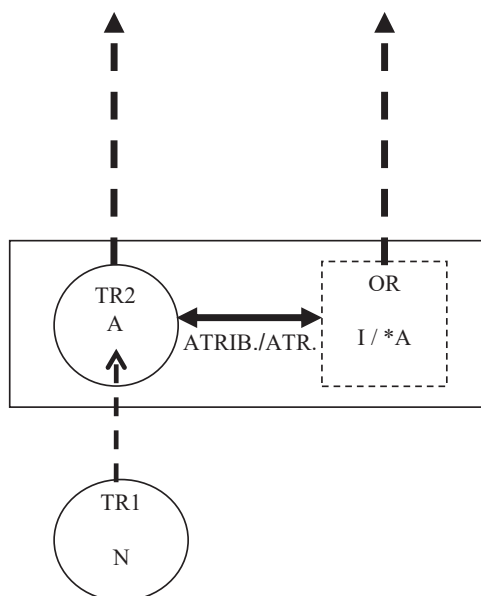 TR2
A
ATRIB./ATR.
OR
I / *A
TR1
N